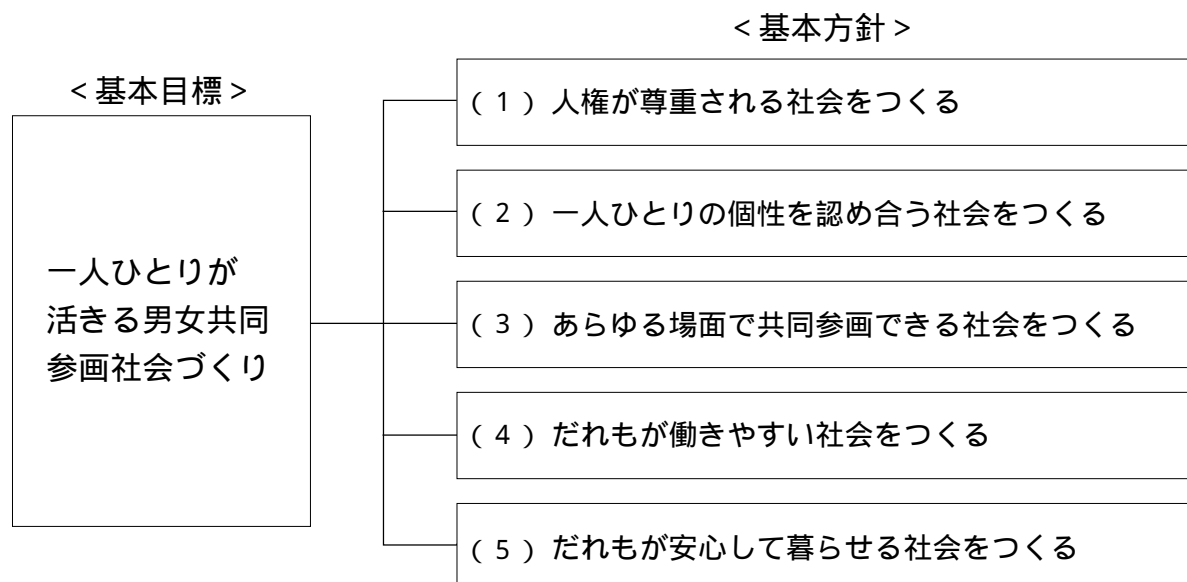 <基本方針>
<基本目標>
(1)人権が尊重される社会をつくる
(2)一人ひとりの個性を認め合う社会をつくる
一人ひとりが
活きる男女共同
参画社会づくり
(3)あらゆる場面で共同参画できる社会をつくる
(4)だれもが働きやすい社会をつくる
(5)だれもが安心して暮らせる社会をつくる